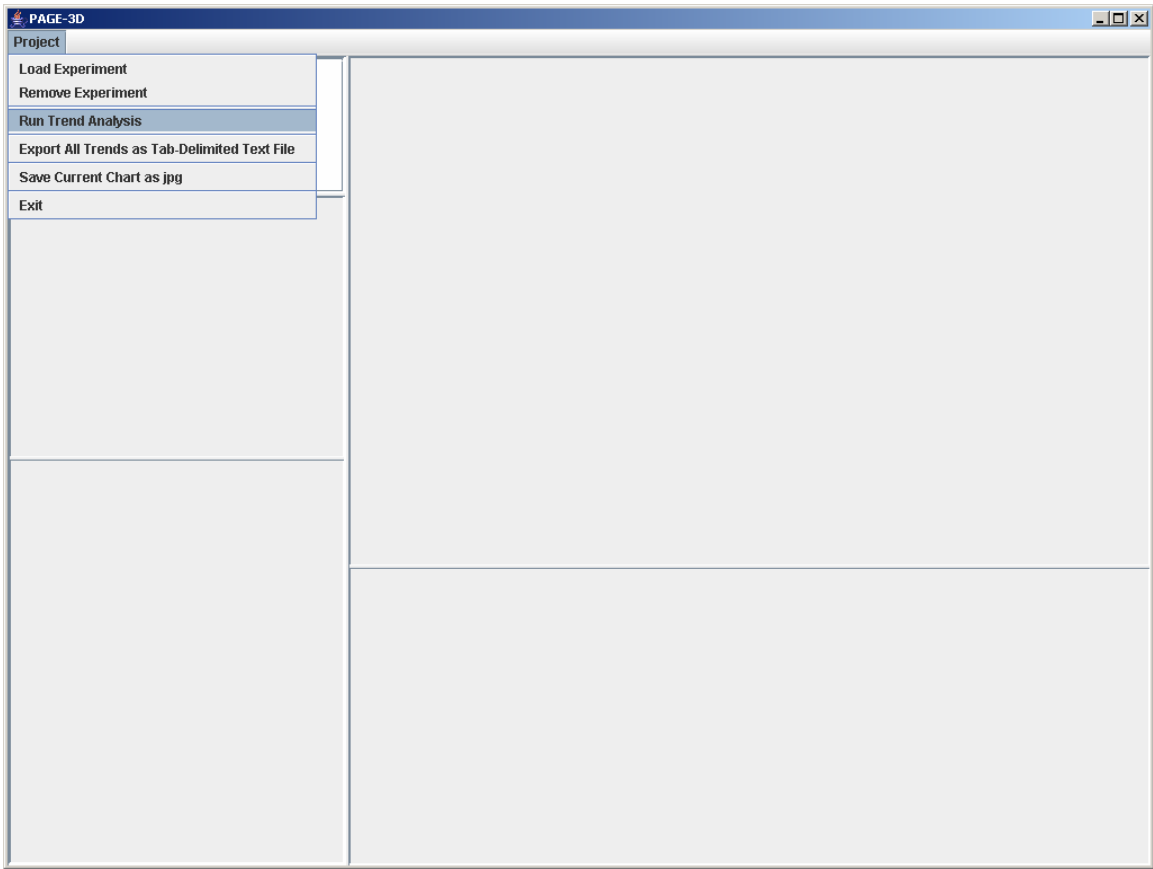 PAGE-3D
Project
Load Experiment
Remove Experiment
Run Trend Analysis
Export All Trends as Tab-Delimited Text File
Save Current Chart as jpg
Exit